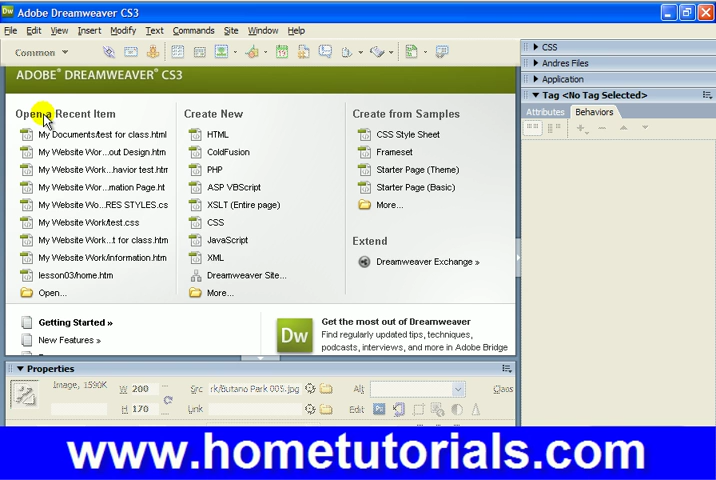 Dw Adobe Dreamweaver CS3
File Edit View Insert Modify Text Commands Site Window Help
Common
ADOBE® DREAMWEAVER® CS3
Open a Recent Item
My Documents/test for class.html
My Website Wor...out Design.htm
My Website Work...havior test.htm
My Website Wor...mation Page.ht
My Website Wo...RES STYLES.cs
My Website Work/test.css
My Website Work...t for class.htm
My Website Work/information.htm
lesson03/home.htm
Open...
Create New
HTML
ColdFusion
PHP
ASP VBScript
XSLT (Entire page)
CSS
JavaScript
XML
Dreamweaver Site...
More...
Create from Samples
CSS Style Sheet
Frameset
Starter Page (Theme)
Starter Page (Basic)
More...
Extend
Dreamweaver Exchange »
Getting Started »
New Features »
Dw
Get the most out of Dreamweaver
Find regularly updated tips, techniques,
podcasts, interviews, and more in Adobe Bridge
CSS
Andres Files
Application
Tag <No Tag Selected>
Attributes Behaviors
Properties
Image, 1590K W 200 Src rk/Butano Park 005.jpg Alt Class
H 170 Link Edit
www.hometutorials.com